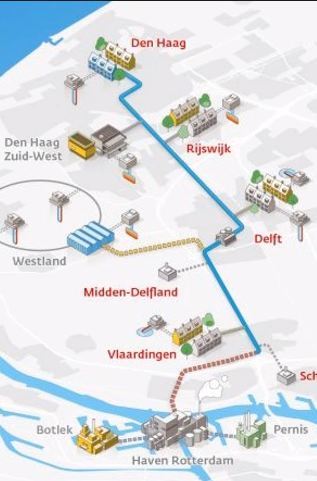 Den Haag
Den Haag
Zuid-West
Rijswijk
Delft
Westland
Midden-Delfland
Vlaardingen
Sch
Botlek
Pernis
Haven Rotterdam